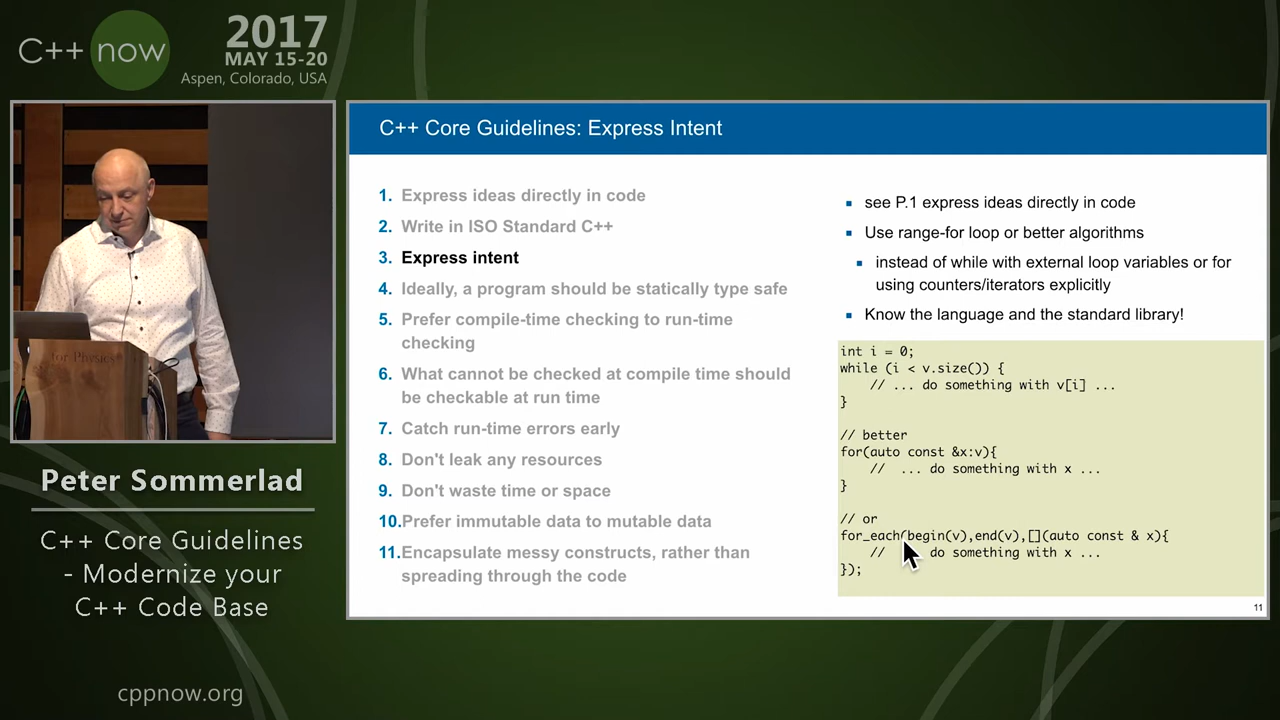 C++ now
2017
MAY 15-20
Aspen, Colorado, USA
for Physics
Peter Sommerlad
C++ Core Guidelines
- Modernize your
C++ Code Base
cppnow.org
C++ Core Guidelines: Express Intent
1. Express ideas directly in code
2. Write in ISO Standard C++
3. Express intent
4. Ideally, a program should be statically type safe
5. Prefer compile-time checking to run-time
checking
6. What cannot be checked at compile time should
be checkable at run time
7. Catch run-time errors early
8. Don't leak any resources
9. Don't waste time or space
10. Prefer immutable data to mutable data
11. Encapsulate messy constructs, rather than
spreading through the code
▪ see P.1 express ideas directly in code
▪ Use range-for loop or better algorithms
▪ instead of while with external loop variables or for
using counters/iterators explicitly
▪ Know the language and the standard library!
int i = 0;
while (i < v.size()) {
// ... do something with v[i] ...
}
// better
for(auto const &x:v){
// ... do something with x ...
}
// or
for_each(begin(v),end(v),[](auto const & x){
// do something with x ...
});
11